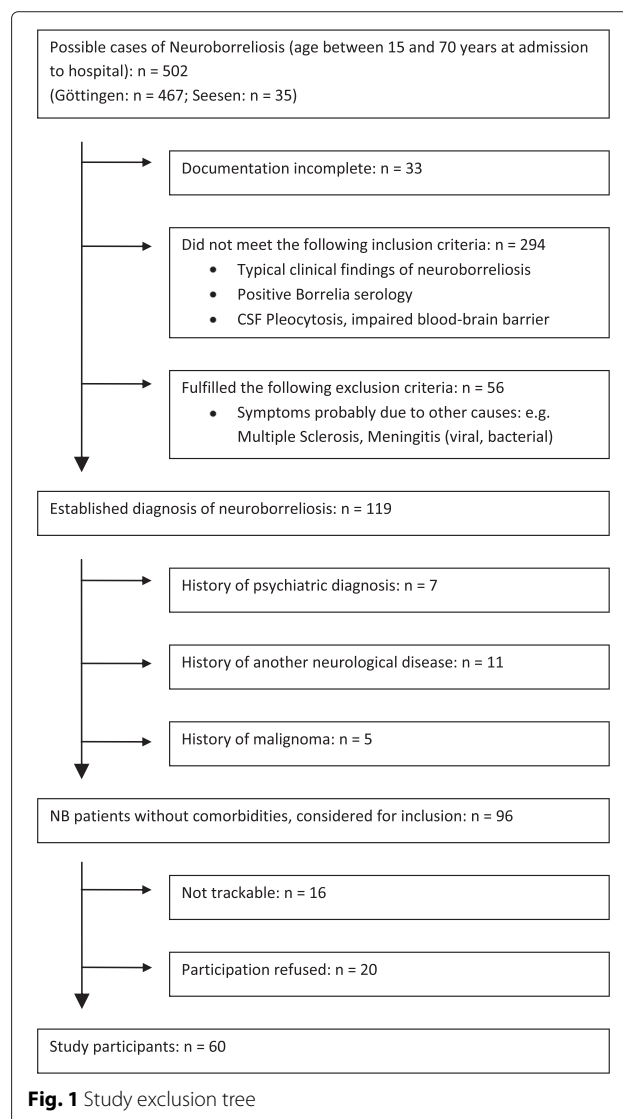 Possible cases of Neuroborreliosis (age between 15 and 70 years at admission
to hospital): n = 502
(Göttingen: n = 467; Seesen: n = 35)
Documentation incomplete: n = 33
Did not meet the following inclusion criteria: n = 294
• Typical clinical findings of neuroborreliosis
• Positive Borrelia serology
• CSF Pleocytosis, impaired blood-brain barrier
Fulfilled the following exclusion criteria: n = 56
• Symptoms probably due to other causes: e.g.
Multiple Sclerosis, Meningitis (viral, bacterial)
Established diagnosis of neuroborreliosis: n = 119
History of psychiatric diagnosis: n = 7
History of another neurological disease: n = 11
History of malignoma: n = 5
NB patients without comorbidities, considered for inclusion: n = 96
Not trackable: n = 16
Participation refused: n = 20
Study participants: n = 60
Fig. 1 Study exclusion tree